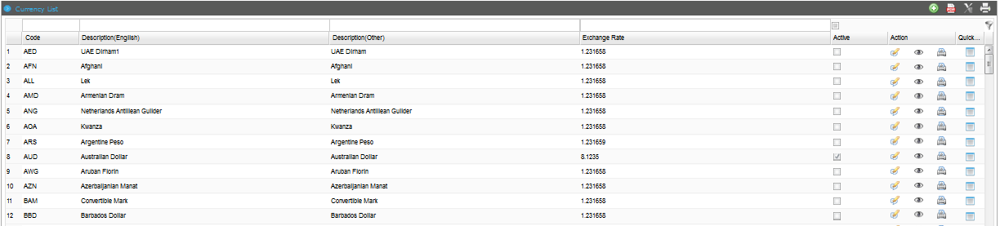 Currency List
Code Description(English) Description(Other) Exchange Rate Active Action Quick...
1 AED UAE Dirham1 UAE Dirham 1.231658
2 AFN Afghani Afghani 1.231658
3 ALL Lek Lek 1.231658
4 AMD Armenian Dram Armenian Dram 1.231658
5 ANG Netherlands Antillean Guilder Netherlands Antillean Guilder 1.231658
6 AOA Kwanza Kwanza 1.231658
7 ARS Argentine Peso Argentine Peso 1.231659
8 AUD Australian Dollar Australian Dollar 8.1235
9 AWG Aruban Florin Aruban Florin 1.231658
10 AZN Azerbaijanian Manat Azerbaijanian Manat 1.231658
11 BAM Convertible Mark Convertible Mark 1.231658
12 BBD Barbados Dollar Barbados Dollar 1.231658